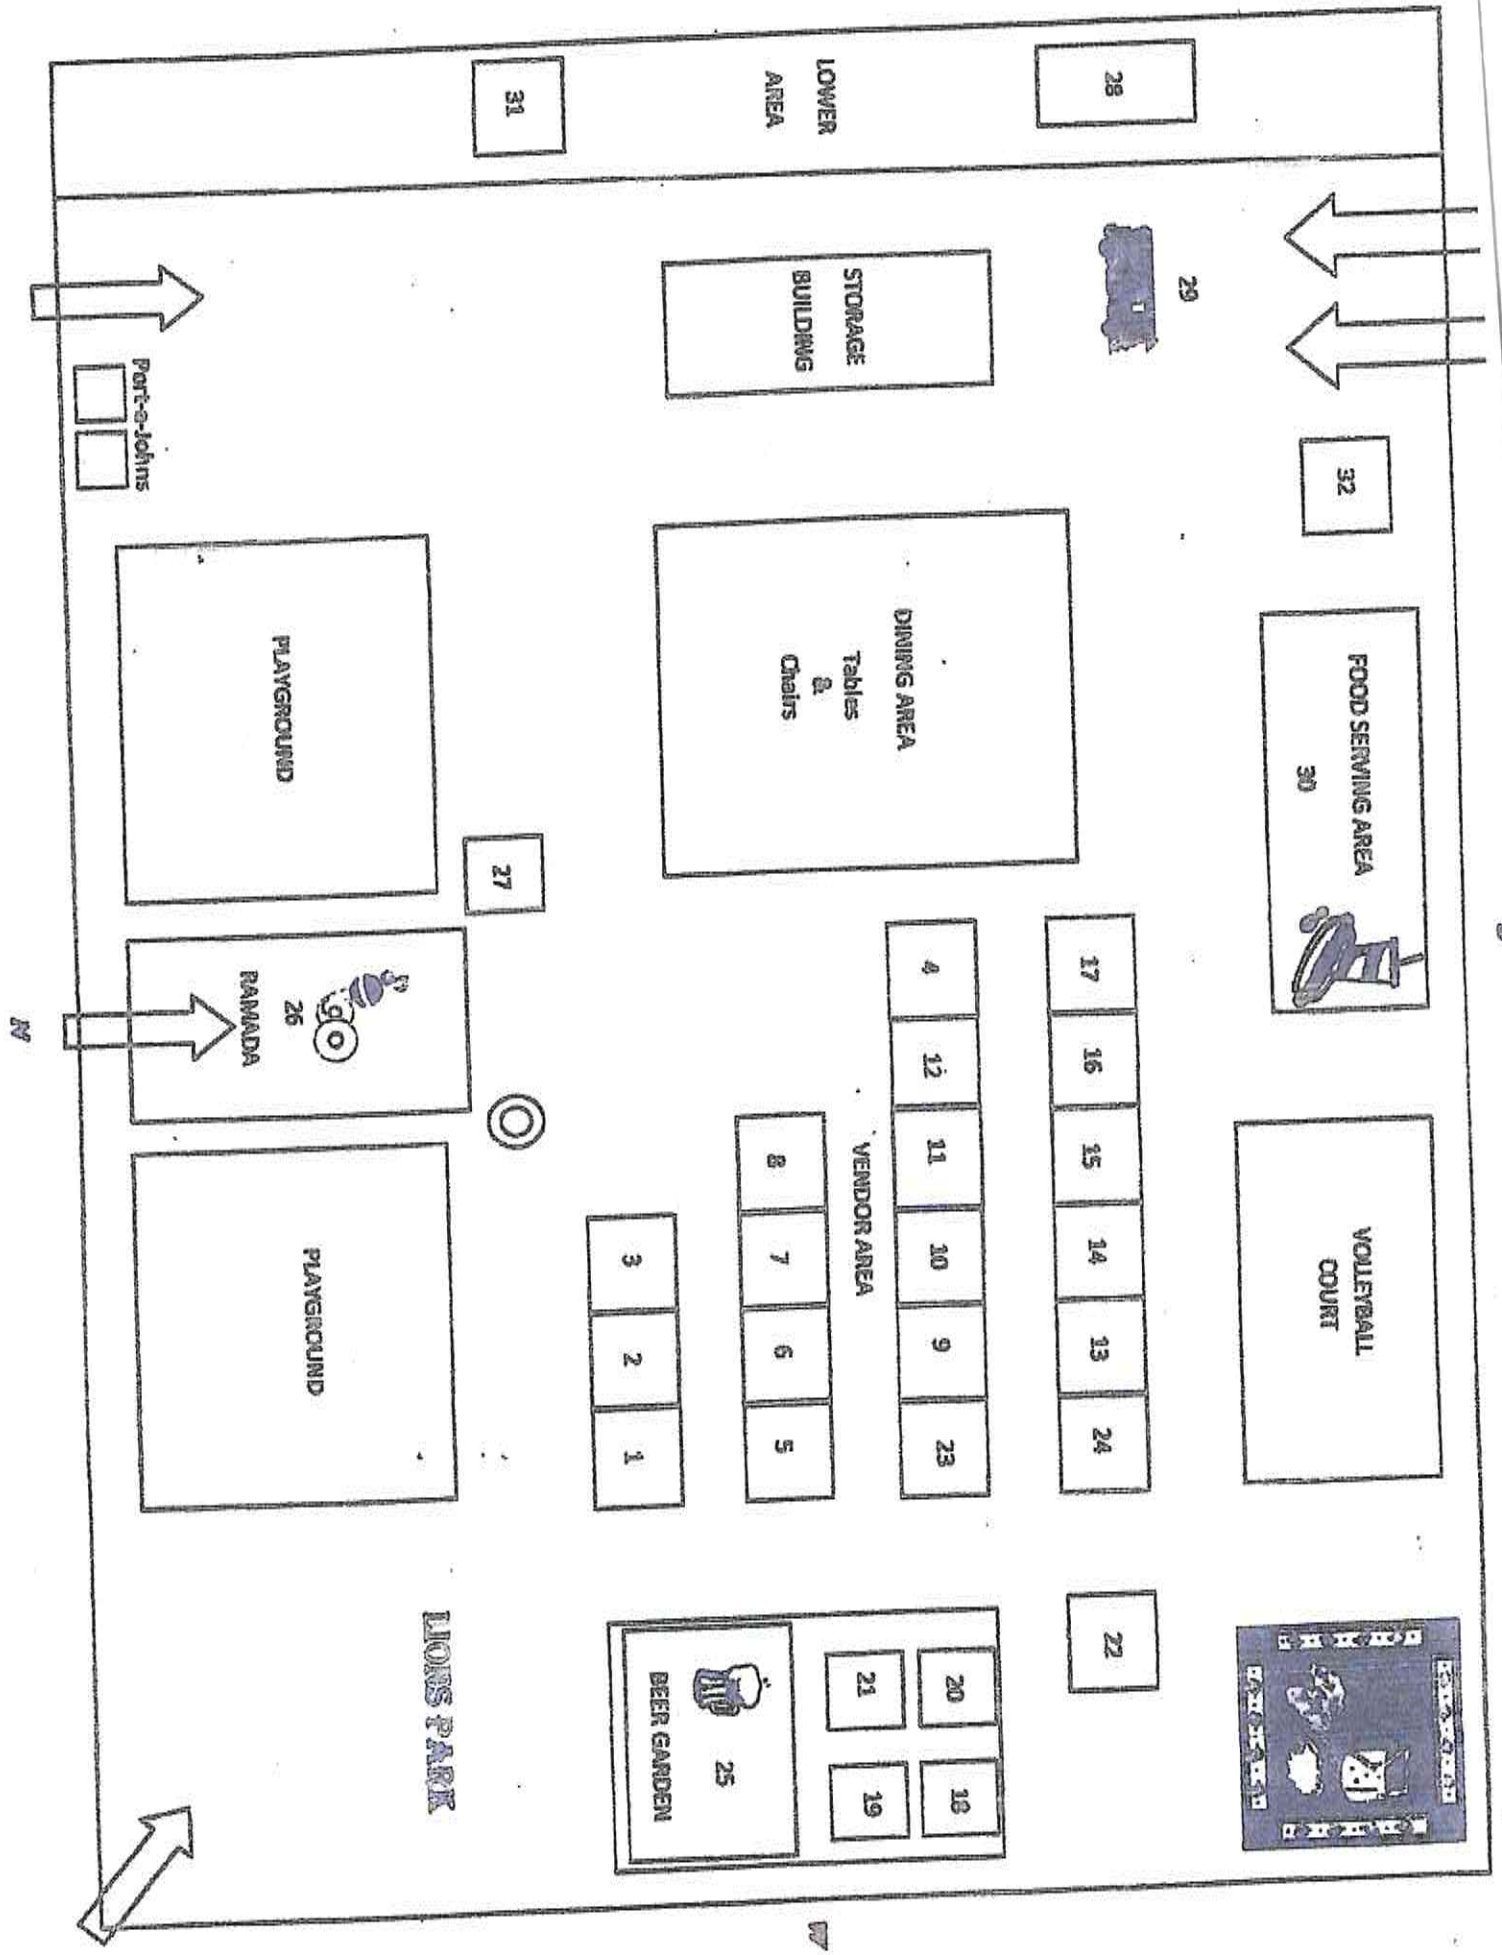 32
FOOD SERVING AREA
30
VOLLEYBALL
COURT
29
28
17 16 15 14 13 24
22
LOWER
AREA
STORAGE
BUILDING
DINING AREA
Tables
&
Chairs
4 12 11 10 9 23
VENDOR AREA
8 7 6 5
3 2 1
20 18
21 19
25
BEER GARDEN
W
31
27
LIONS PARK
PLAYGROUND
26
RAMADA
PLAYGROUND
Port-a-Johns
N